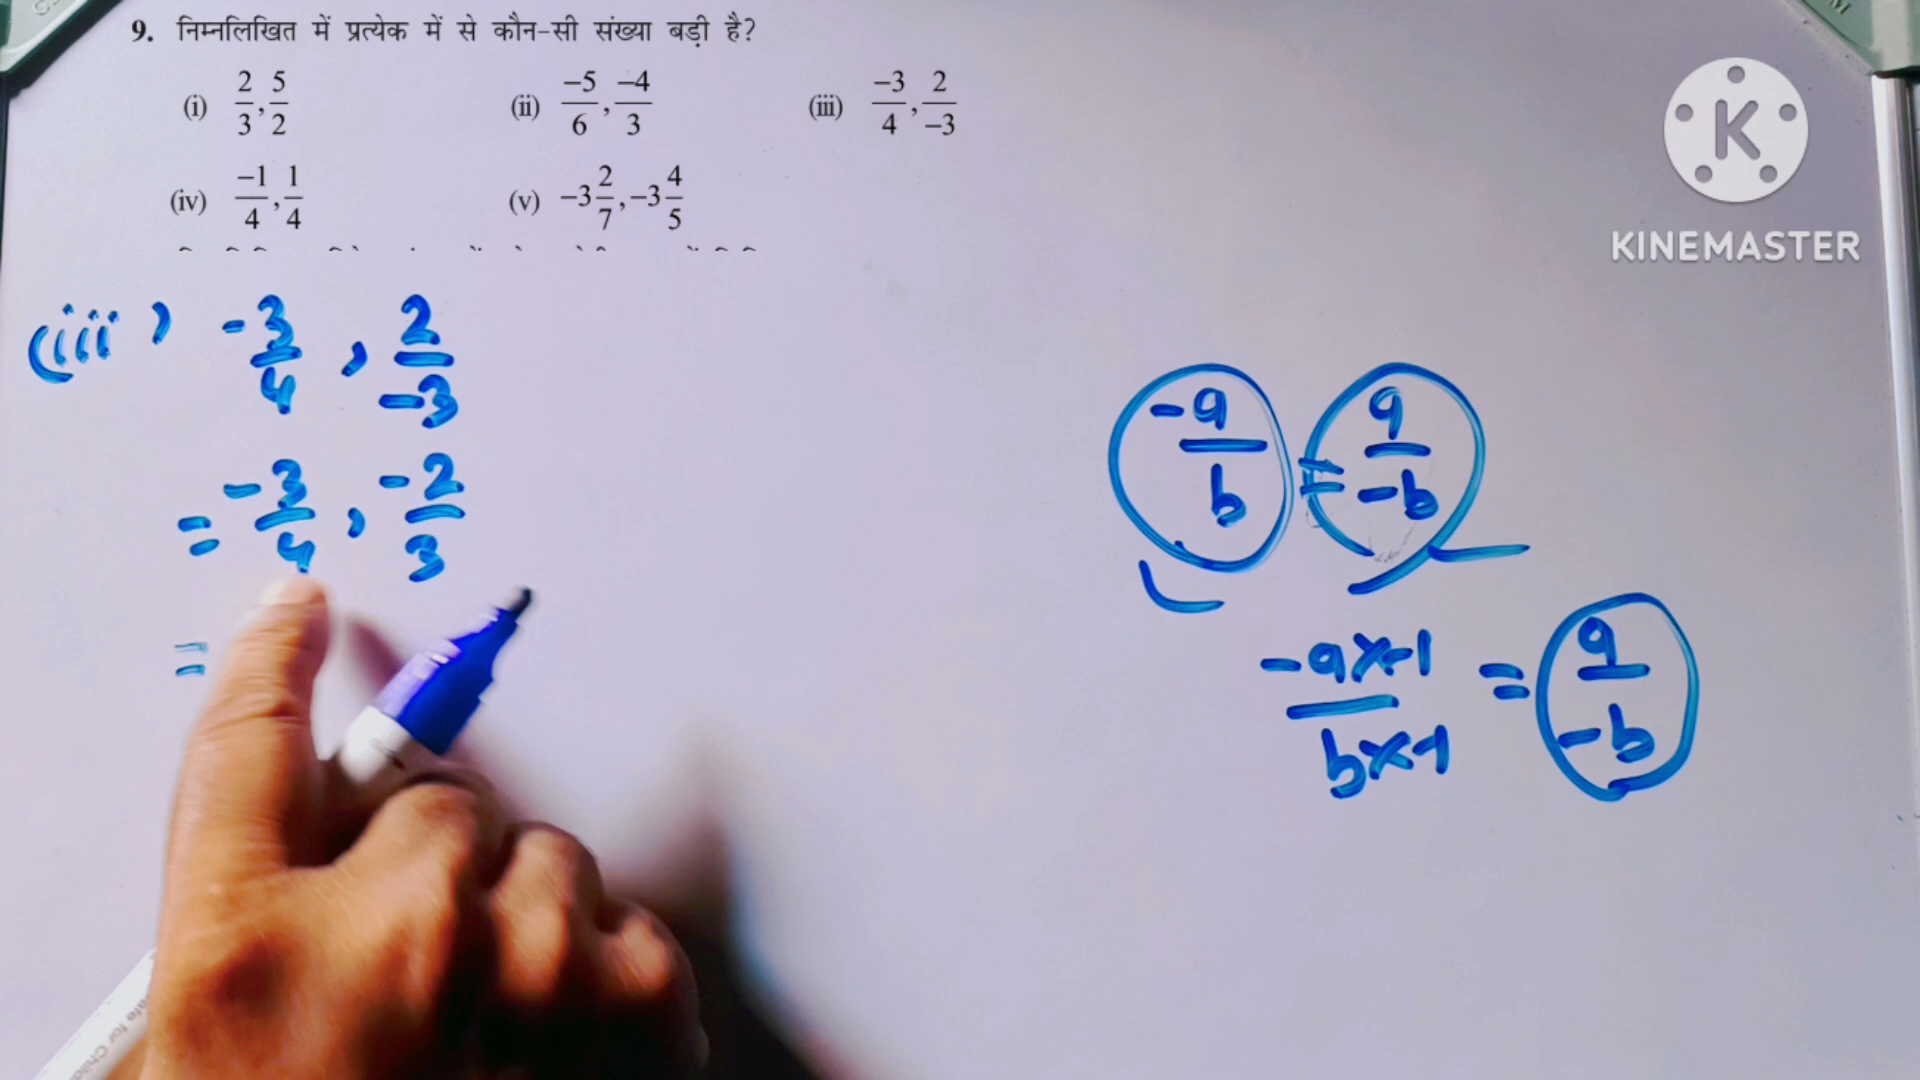 9. निम्नलिखित में प्रत्येक में से कौन-सी संख्या बड़ी है?
(i) 2/3, 5/2 (ii) -5/6, -4/3 (iii) -3/4, 2/-3
(iv) -1/4, 1/4 (v) -3 2/7, -3 4/5
KINEMASTER
(iii) -3/4, 2/-3
= -3/4, -2/3
=
-a/b = a/-b
-a×-1/b×-1 = a/-b